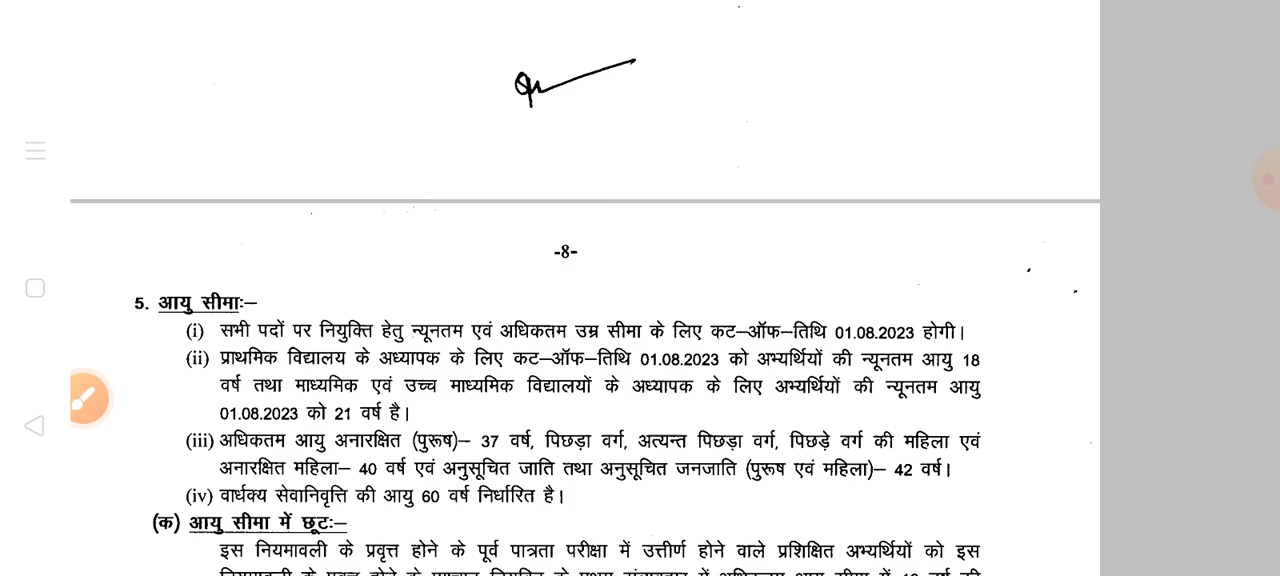 -8-
5. आयु सीमाः–
(i) सभी पदों पर नियुक्ति हेतु न्यूनतम एवं अधिकतम उम्र सीमा के लिए कट–ऑफ–तिथि 01.08.2023 होगी।
(ii) प्राथमिक विद्यालय के अध्यापक के लिए कट–ऑफ–तिथि 01.08.2023 को अभ्यर्थियों की न्यूनतम आयु 18
वर्ष तथा माध्यमिक एवं उच्च माध्यमिक विद्यालयों के अध्यापक के लिए अभ्यर्थियों की न्यूनतम आयु
01.08.2023 को 21 वर्ष है।
(iii) अधिकतम आयु अनारक्षित (पुरूष)– 37 वर्ष, पिछड़ा वर्ग, अत्यन्त पिछड़ा वर्ग, पिछड़े वर्ग की महिला एवं
अनारक्षित महिला– 40 वर्ष एवं अनुसूचित जाति तथा अनुसूचित जनजाति (पुरूष एवं महिला)– 42 वर्ष।
(iv) वार्धक्य सेवानिवृत्ति की आयु 60 वर्ष निर्धारित है।
(क) आयु सीमा में छूटः–
इस नियमावली के प्रवृत्त होने के पूर्व पात्रता परीक्षा में उत्तीर्ण होने वाले प्रशिक्षित अभ्यर्थियों को इस